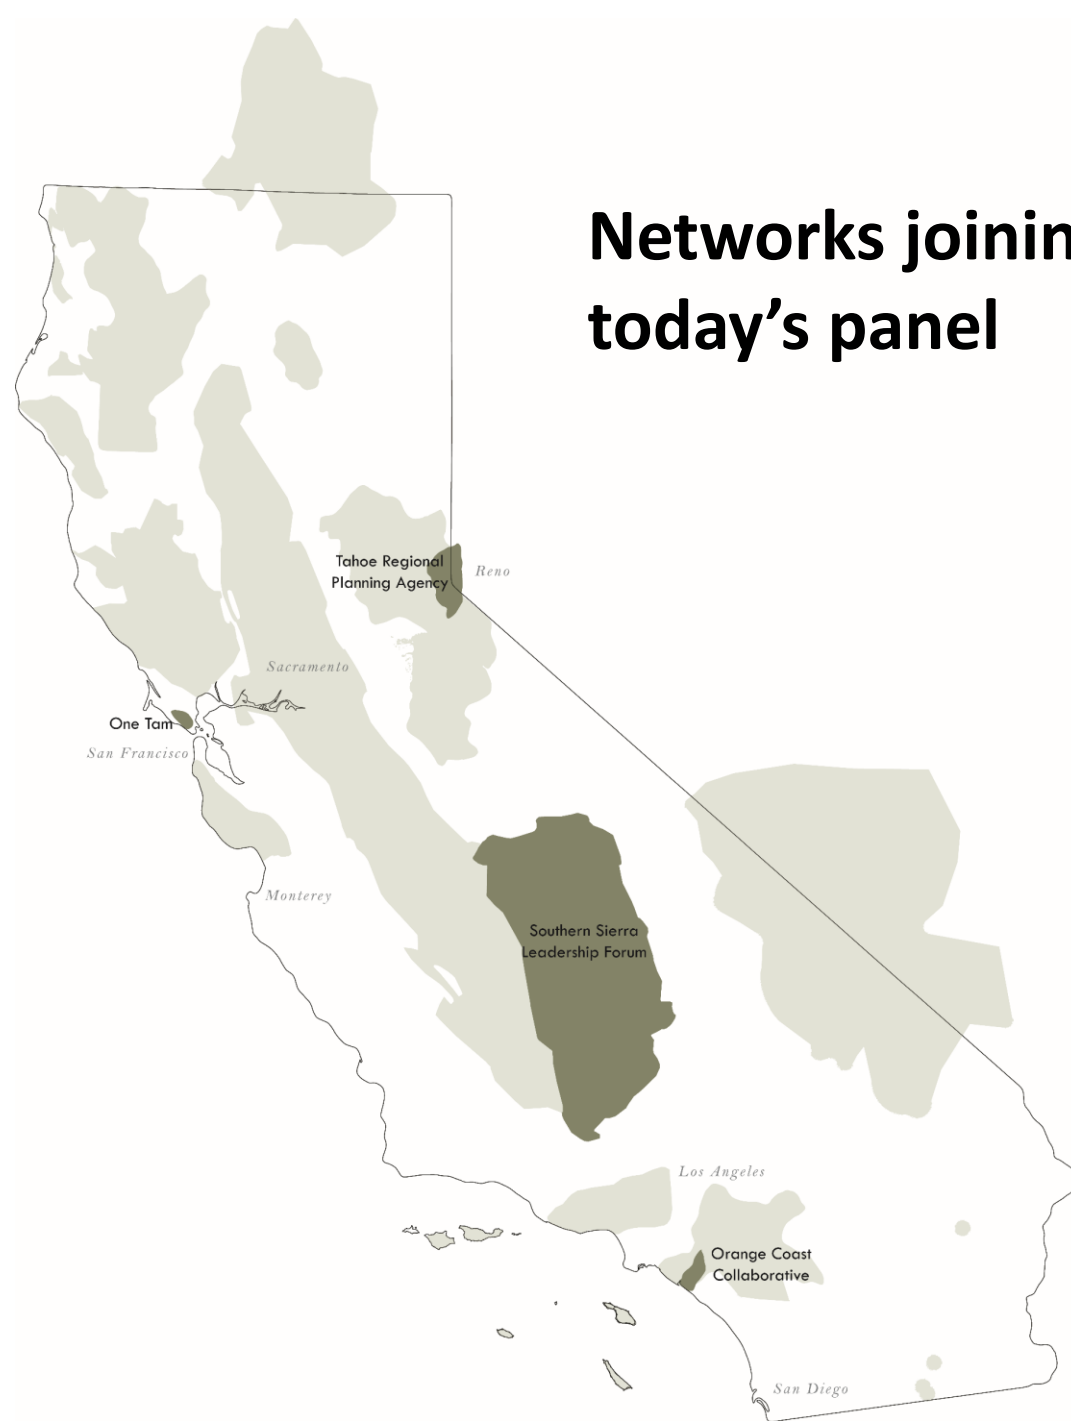 Networks joinin
today’s panel
Tahoe Regional
Planning Agency
Reno
Sacramento
One Tam
San Francisco
Monterey
Southern Sierra
Leadership Forum
Los Angeles
Orange Coast
Collaborative
San Diego